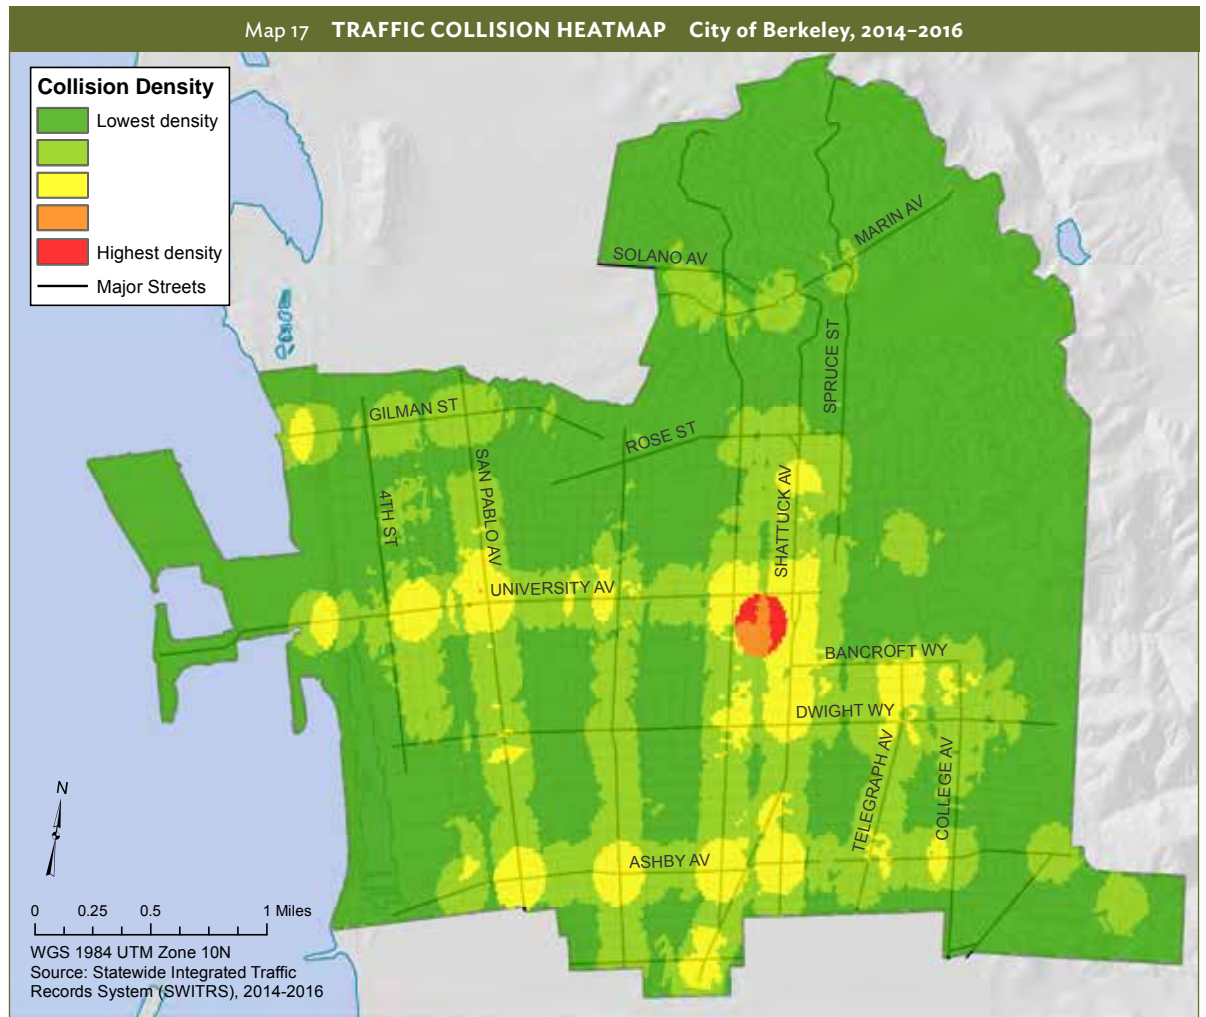 Map 17 TRAFFIC COLLISION HEATMAP City of Berkeley, 2014–2016
Collision Density
Lowest density
Highest density
Major Streets
MARIN AV
SOLANO AV
SPRUCE ST
GILMAN ST
ROSE ST
SAN PABLO AV
4TH ST
SHATTUCK AV
UNIVERSITY AV
BANCROFT WY
DWIGHT WY
TELEGRAPH AV
COLLEGE AV
ASHBY AV
N
0 0.25 0.5 1 Miles
WGS 1984 UTM Zone 10N
Source: Statewide Integrated Traffic
Records System (SWITRS), 2014-2016